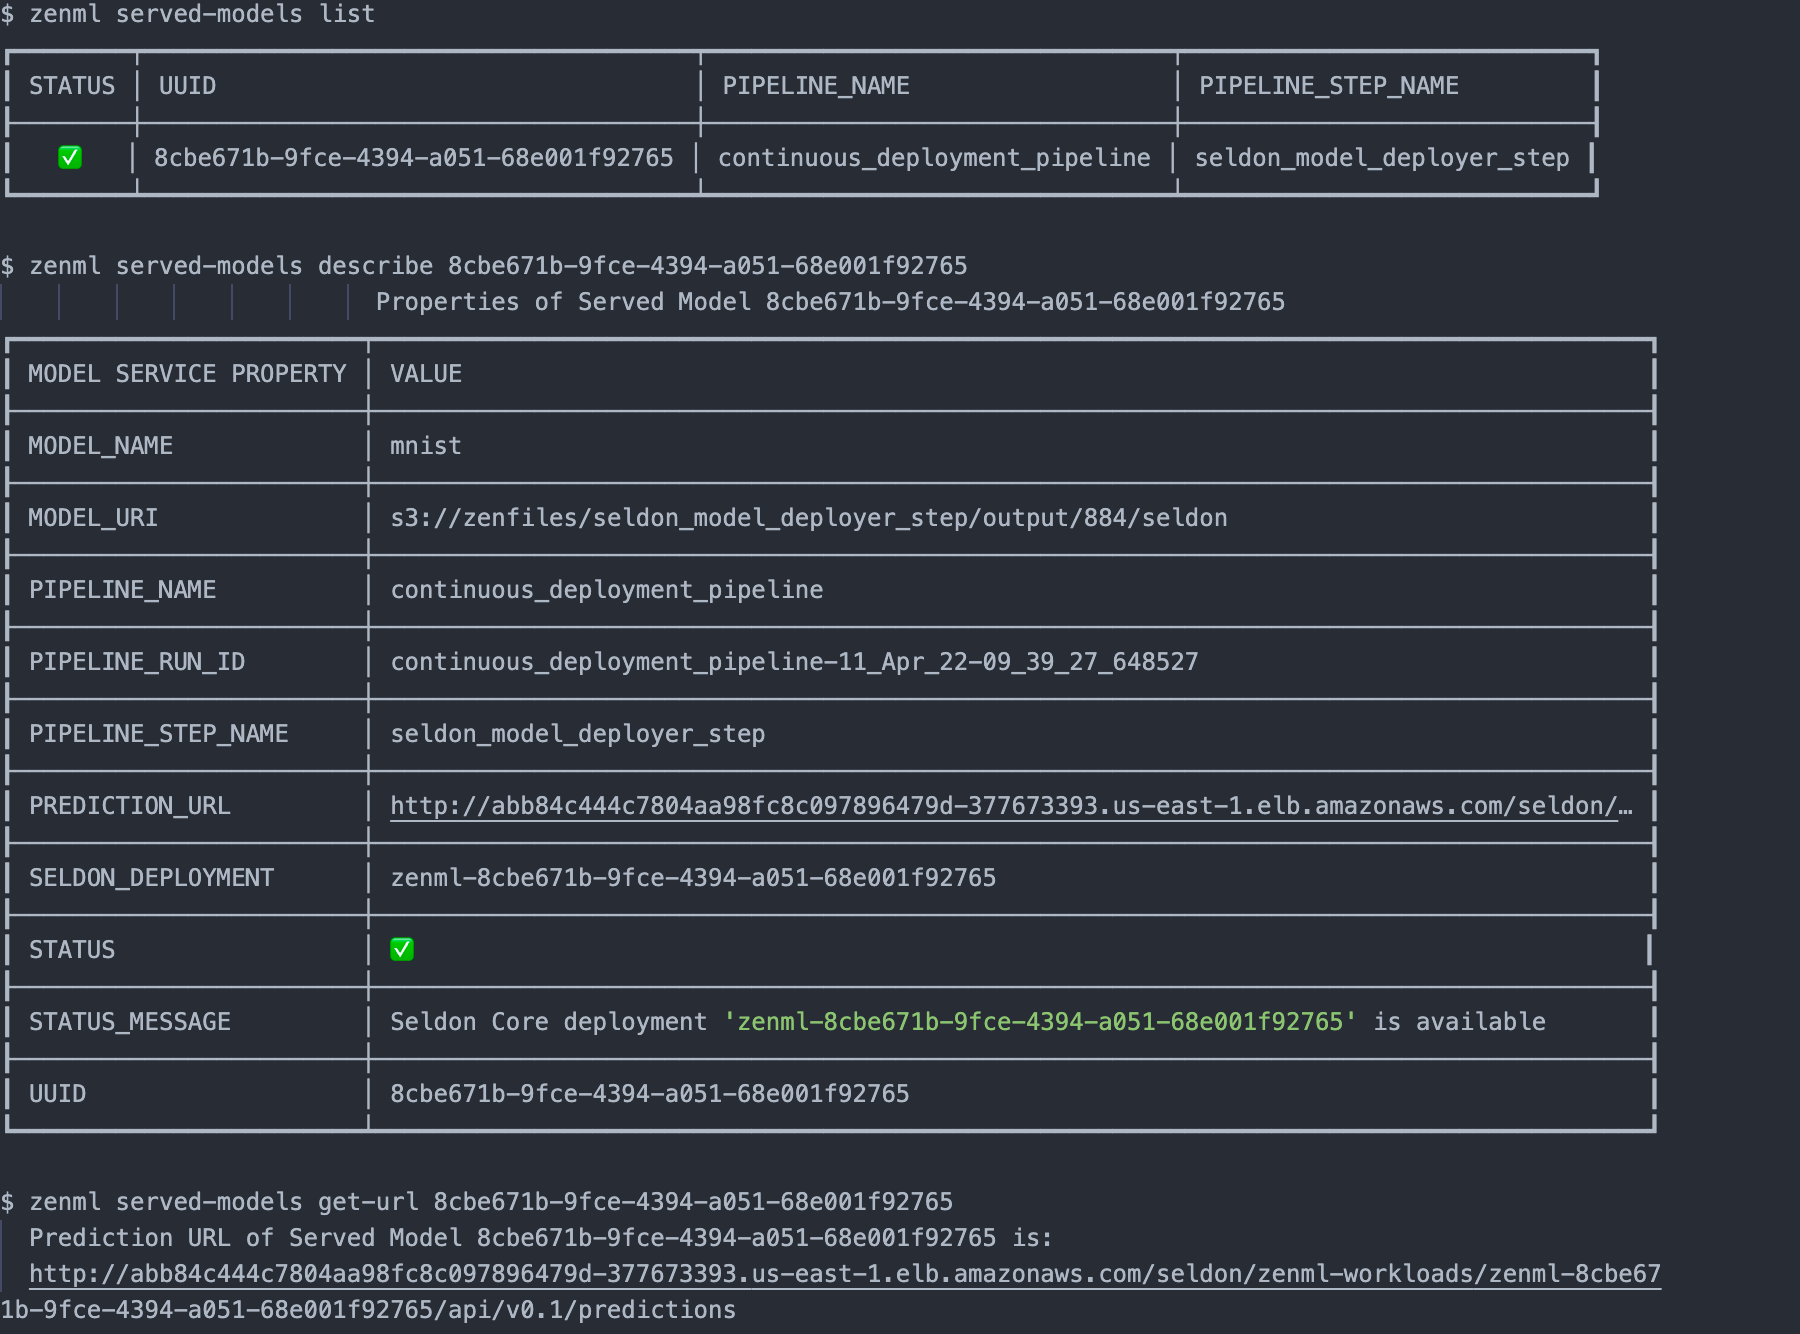 $ zenml served-models list
STATUS │ UUID │ PIPELINE_NAME │ PIPELINE_STEP_NAME
✅ │ 8cbe671b-9fce-4394-a051-68e001f92765 │ continuous_deployment_pipeline │ seldon_model_deployer_step
$ zenml served-models describe 8cbe671b-9fce-4394-a051-68e001f92765
Properties of Served Model 8cbe671b-9fce-4394-a051-68e001f92765
MODEL SERVICE PROPERTY │ VALUE
MODEL_NAME │ mnist
MODEL_URI │ s3://zenfiles/seldon_model_deployer_step/output/884/seldon
PIPELINE_NAME │ continuous_deployment_pipeline
PIPELINE_RUN_ID │ continuous_deployment_pipeline-11_Apr_22-09_39_27_648527
PIPELINE_STEP_NAME │ seldon_model_deployer_step
PREDICTION_URL │ http://abb84c444c7804aa98fc8c097896479d-377673393.us-east-1.elb.amazonaws.com/seldon/…
SELDON_DEPLOYMENT │ zenml-8cbe671b-9fce-4394-a051-68e001f92765
STATUS │ ✅
STATUS_MESSAGE │ Seldon Core deployment 'zenml-8cbe671b-9fce-4394-a051-68e001f92765' is available
UUID │ 8cbe671b-9fce-4394-a051-68e001f92765
$ zenml served-models get-url 8cbe671b-9fce-4394-a051-68e001f92765
Prediction URL of Served Model 8cbe671b-9fce-4394-a051-68e001f92765 is:
http://abb84c444c7804aa98fc8c097896479d-377673393.us-east-1.elb.amazonaws.com/seldon/zenml-workloads/zenml-8cbe67
1b-9fce-4394-a051-68e001f92765/api/v0.1/predictions